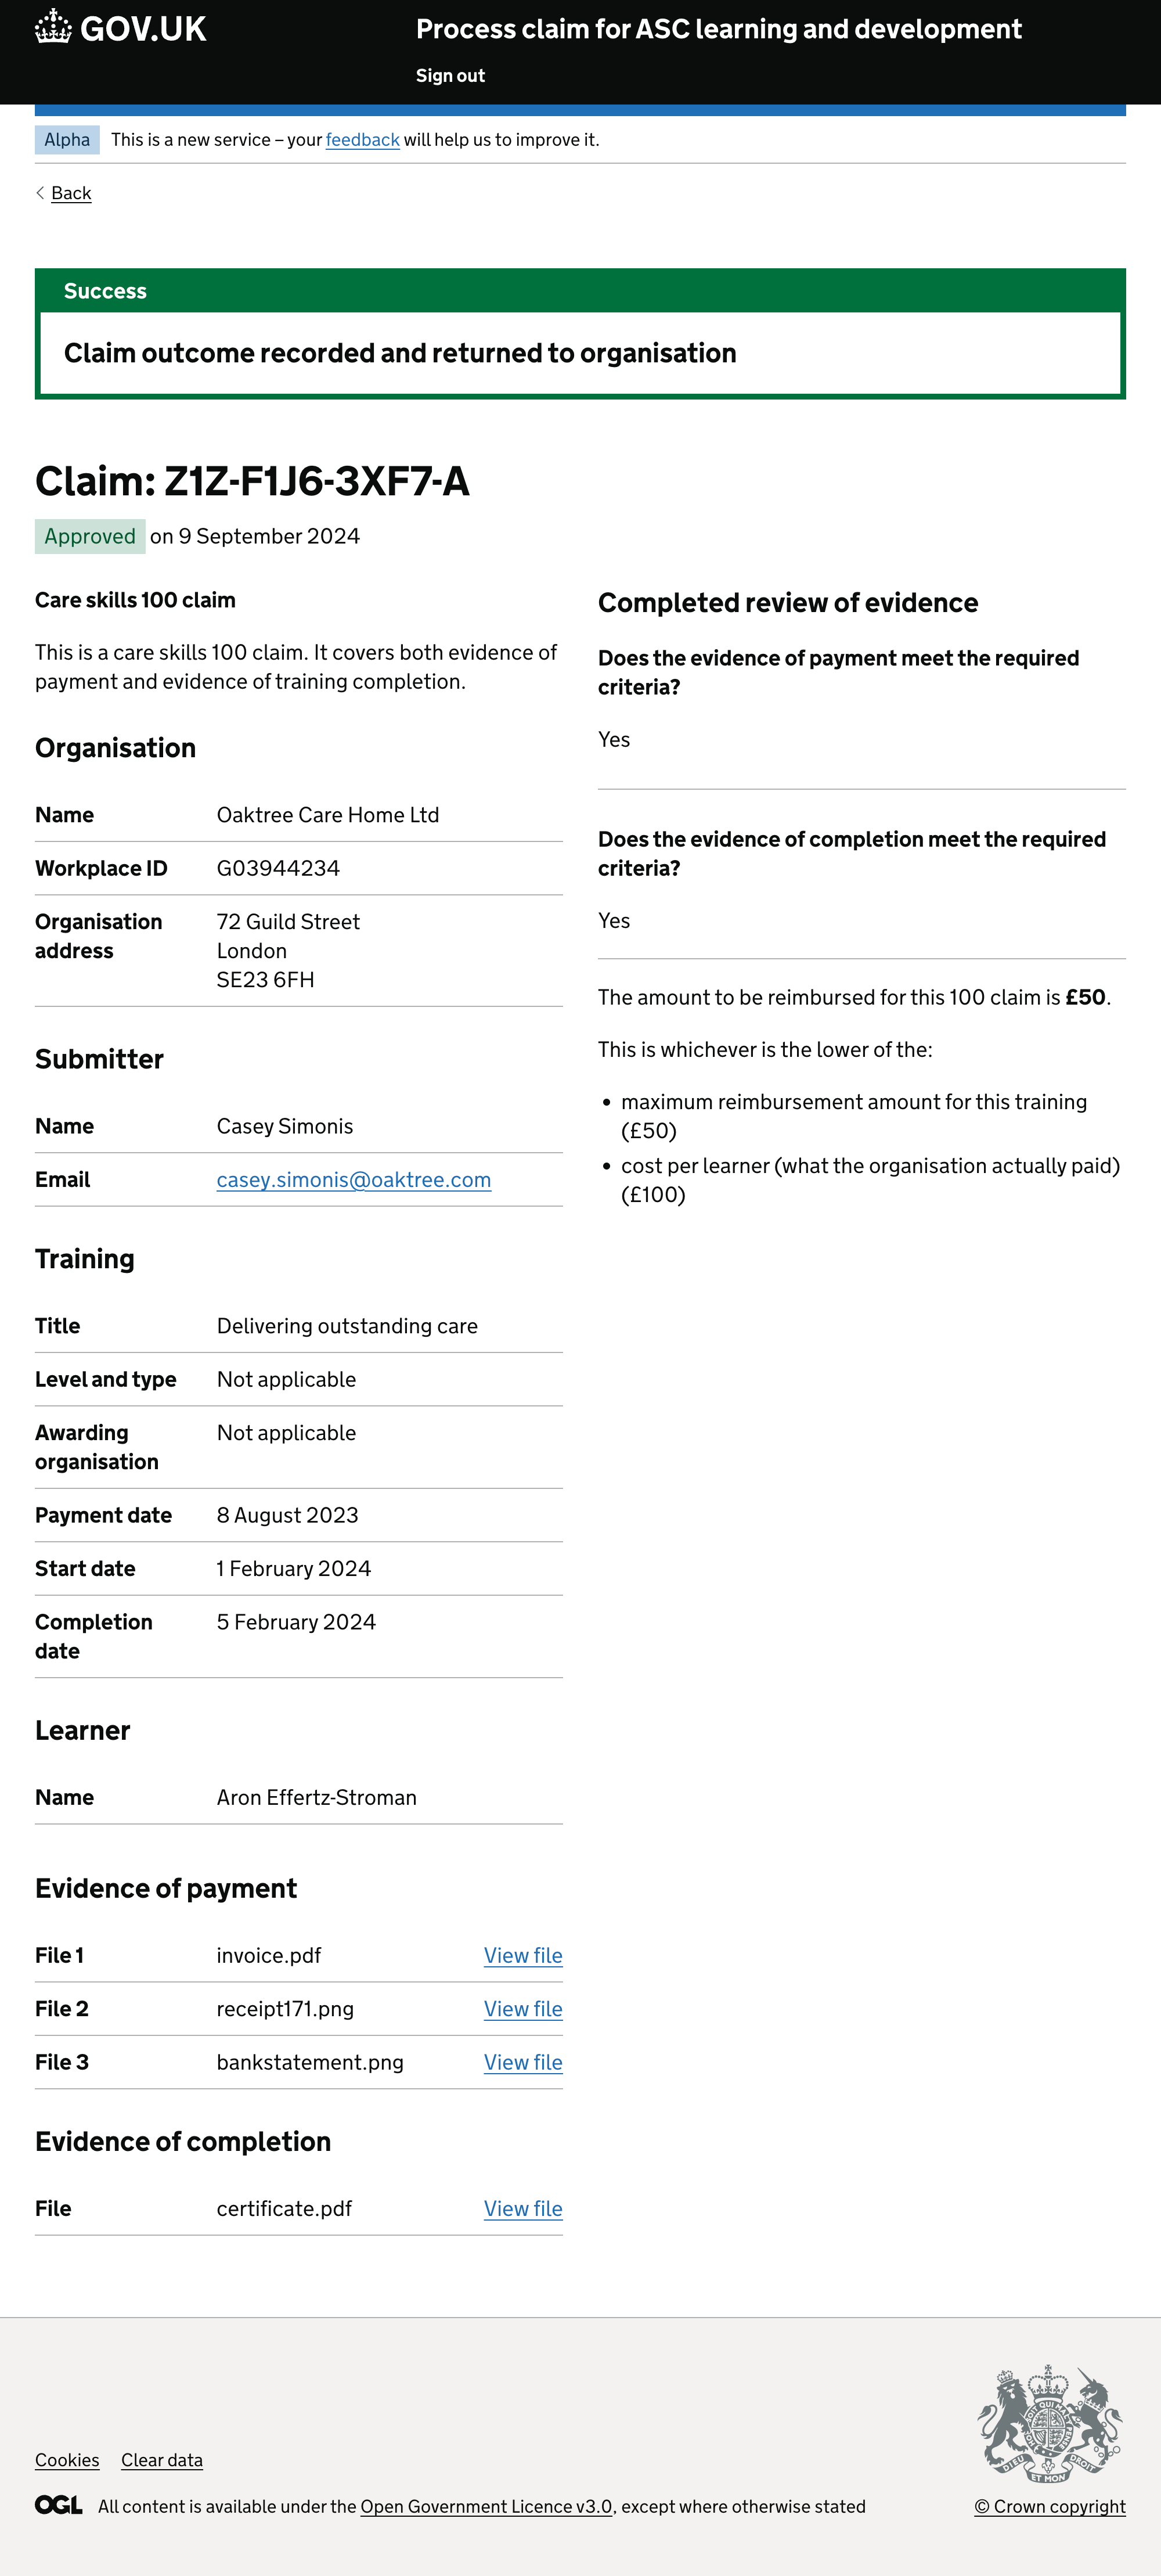 GOV.UK
Process claim for ASC learning and development
Sign out
Alpha This is a new service – your feedback will help us to improve it.
Back
Success
Claim outcome recorded and returned to organisation
Claim: Z1Z-F1J6-3XF7-A
Approved on 9 September 2024
Care skills 100 claim
This is a care skills 100 claim. It covers both evidence of
payment and evidence of training completion.
Organisation
Name Oaktree Care Home Ltd
Workplace ID G03944234
Organisation
address
72 Guild Street
London
SE23 6FH
Submitter
Name Casey Simonis
Email casey.simonis@oaktree.com
Training
Title Delivering outstanding care
Level and type Not applicable
Awarding
organisation
Not applicable
Payment date 8 August 2023
Start date 1 February 2024
Completion
date
5 February 2024
Learner
Name Aron Effertz-Stroman
Evidence of payment
File 1 invoice.pdf View file
File 2 receipt171.png View file
File 3 bankstatement.png View file
Evidence of completion
File certificate.pdf View file
Completed review of evidence
Does the evidence of payment meet the required
criteria?
Yes
Does the evidence of completion meet the required
criteria?
Yes
The amount to be reimbursed for this 100 claim is £50.
This is whichever is the lower of the:
• maximum reimbursement amount for this training
(£50)
• cost per learner (what the organisation actually paid)
(£100)
Cookies Clear data
OGL All content is available under the Open Government Licence v3.0, except where otherwise stated
DIEU ET MON DROIT
© Crown copyright